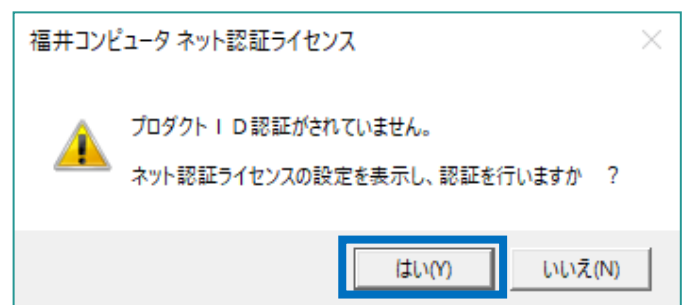 福井コンピュータ ネット認証ライセンス
プロダクトＩＤ認証がされていません。
ネット認証ライセンスの設定を表示し、認証を行いますか　？
はい(Y)
いいえ(N)